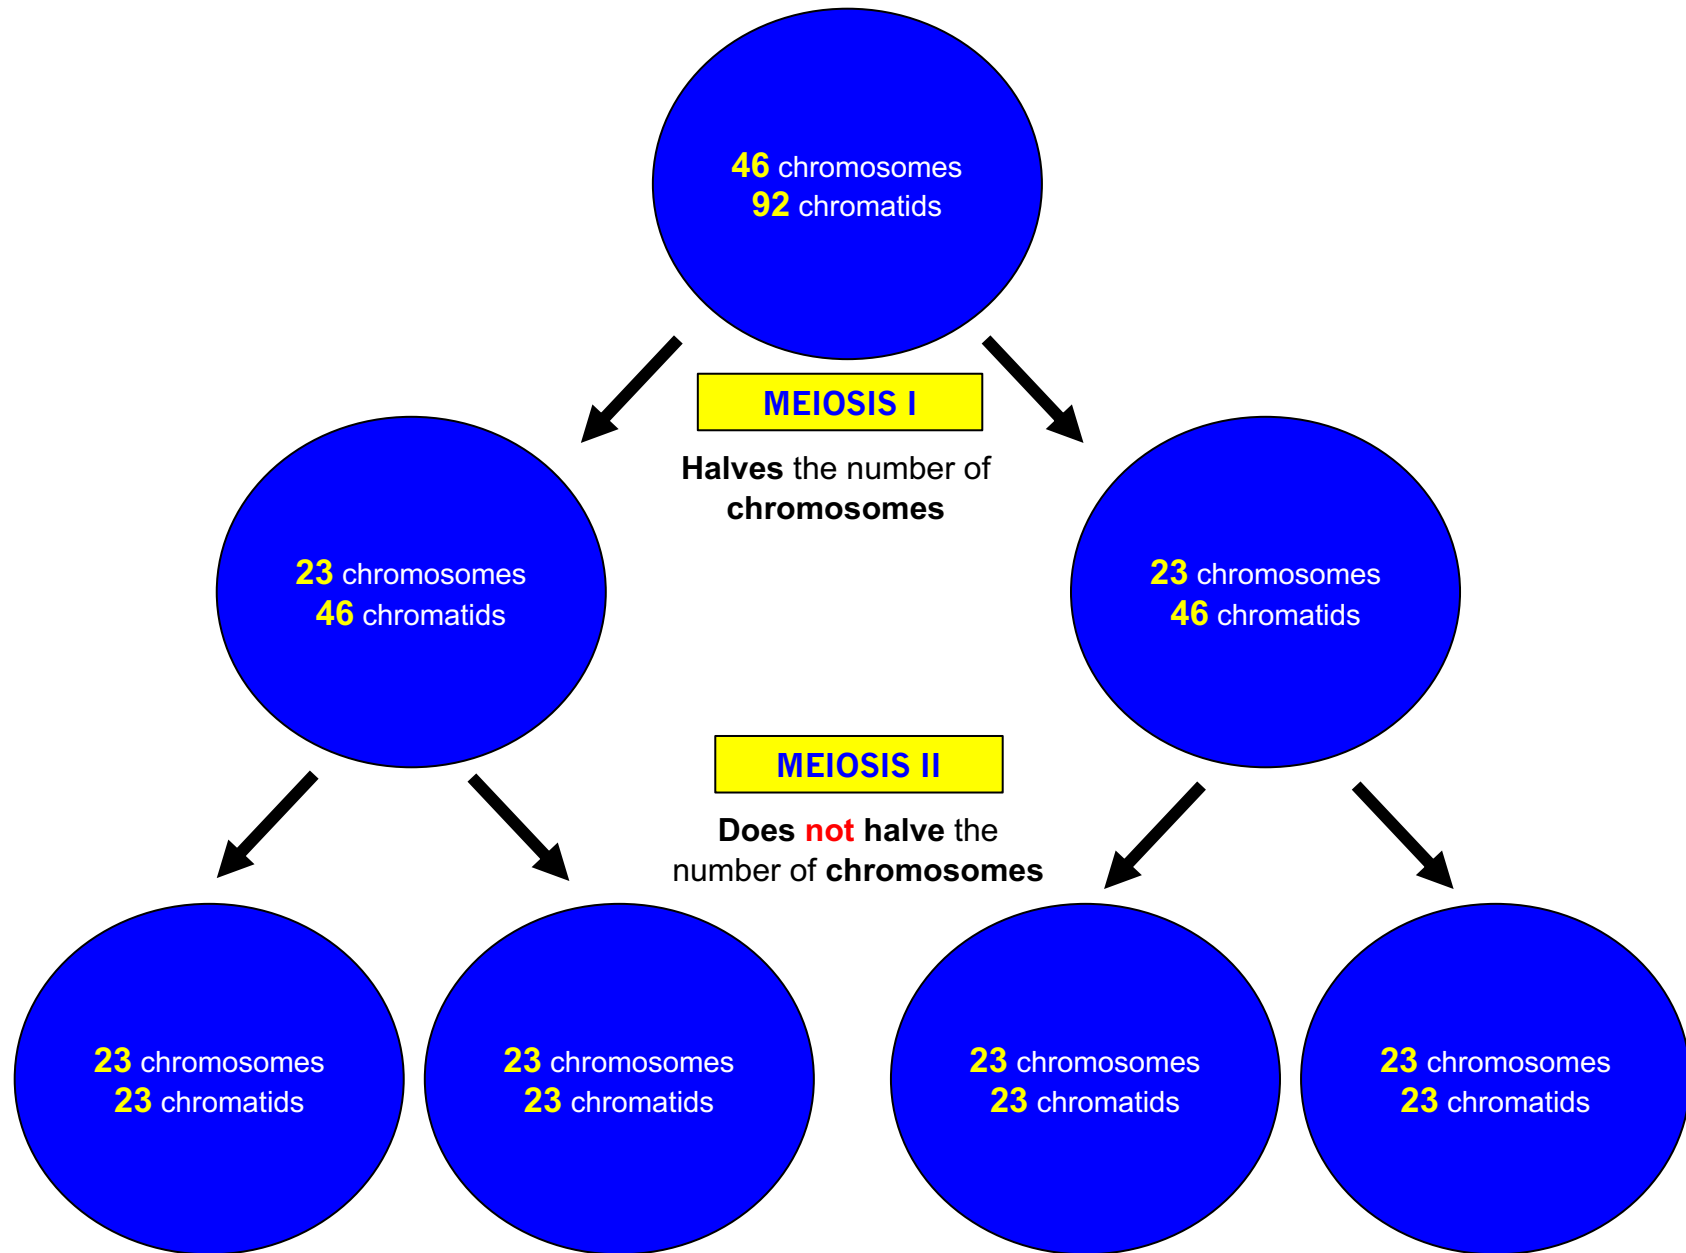 46 chromosomes
92 chromatids
MEIOSIS I
Halves the number of
chromosomes
23 chromosomes
46 chromatids
23 chromosomes
46 chromatids
MEIOSIS II
Does not halve the
number of chromosomes
23 chromosomes
23 chromatids
23 chromosomes
23 chromatids
23 chromosomes
23 chromatids
23 chromosomes
23 chromatids